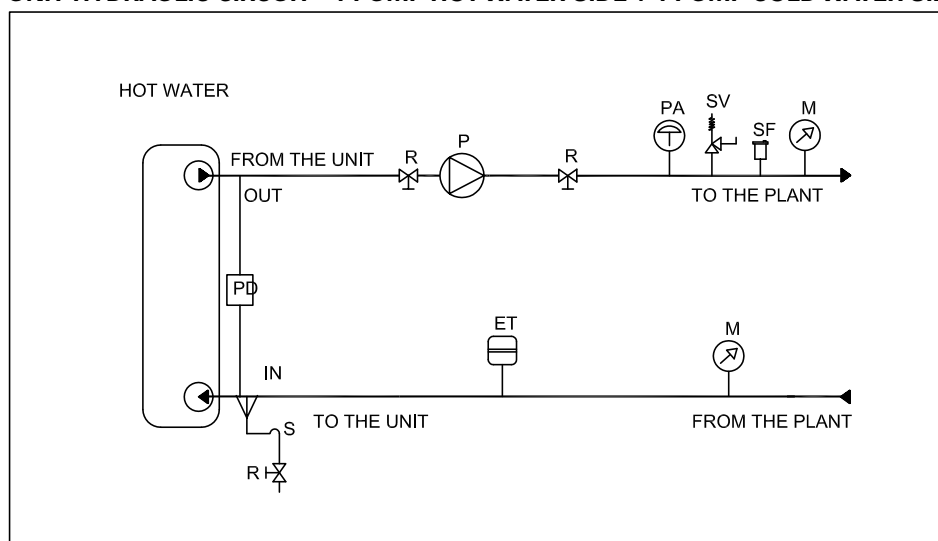 HOT WATER
PA
SV
SF
M
FROM THE UNIT
R
P
R
OUT
TO THE PLANT
PD
ET
M
IN
TO THE UNIT
S
FROM THE PLANT
R